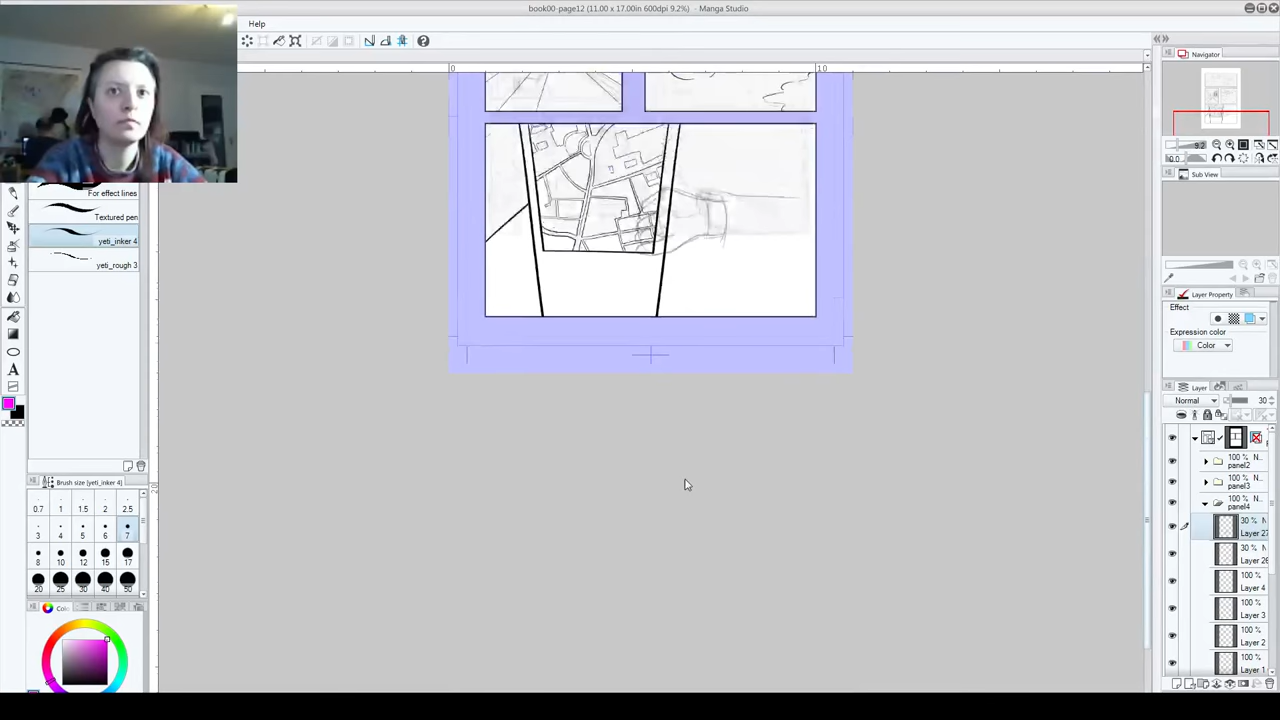 book00-page12 (11.00 x 17.00in 600dpi 9.2%) - Manga Studio
Help
0
10
For effect lines
Textured pen
yeti_inker 4
yeti_rough 3
A
Brush size [yeti_inker 4]
0.7 1 1.5 2 2.5
3 4 5 6 7
8 10 12 15 17
20 25 30 40 50
Navigator
9.2
0.0
Sub View
Layer Property
Effect
Expression color
Color
Layer
Normal
30
100 % N..
panel2
100 % N..
panel3
100 % N..
panel4
30 % N
Layer 27
30 % N
Layer 26
100 %
Layer 4
100 %
Layer 3
100 %
Layer 2
100 %
Layer 1